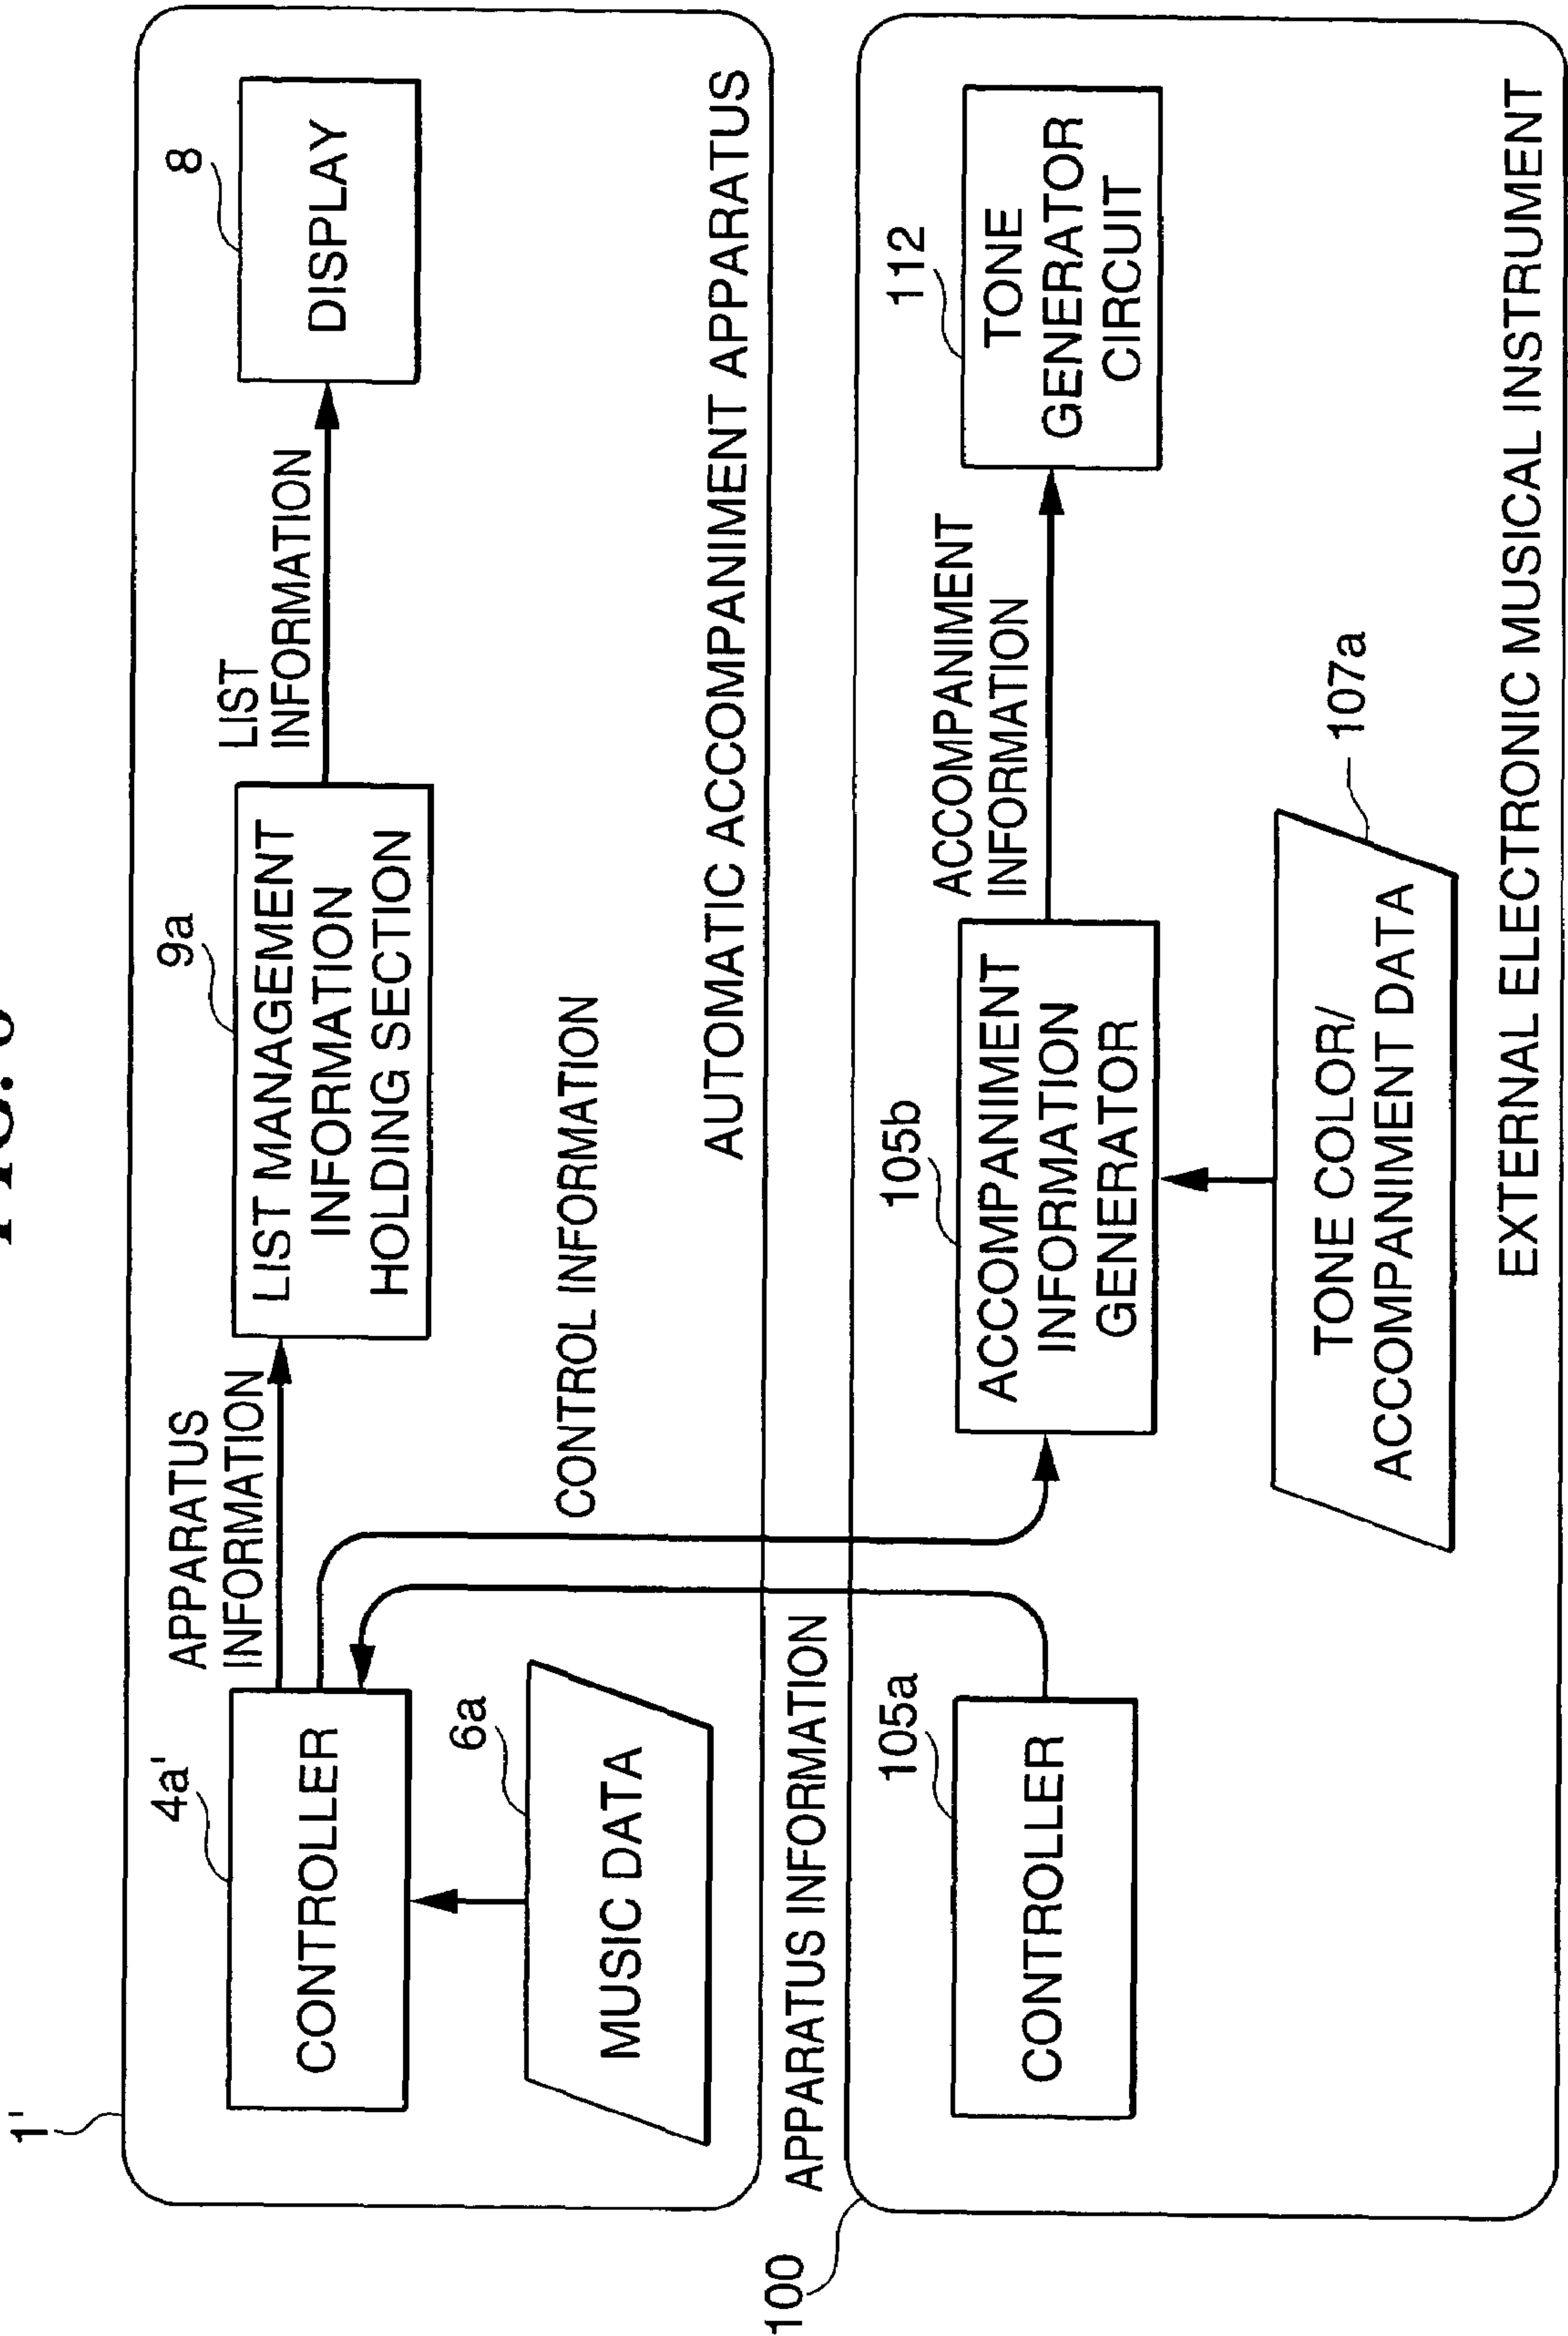 1'
4a'
CONTROLLER
APPARATUS
INFORMATION
9a
LIST MANAGEMENT
INFORMATION
HOLDING SECTION
LIST
INFORMATION
8
DISPLAY
6a
MUSIC DATA
CONTROL INFORMATION
AUTOMATIC ACCOMPANIMENT APPARATUS
APPARATUS INFORMATION
100
105a
CONTROLLER
105b
ACCOMPANIMENT
INFORMATION
GENERATOR
ACCOMPANIMENT
INFORMATION
112
TONE
GENERATOR
CIRCUIT
TONE COLOR/
ACCOMPANIMENT DATA
107a
EXTERNAL ELECTRONIC MUSICAL INSTRUMENT